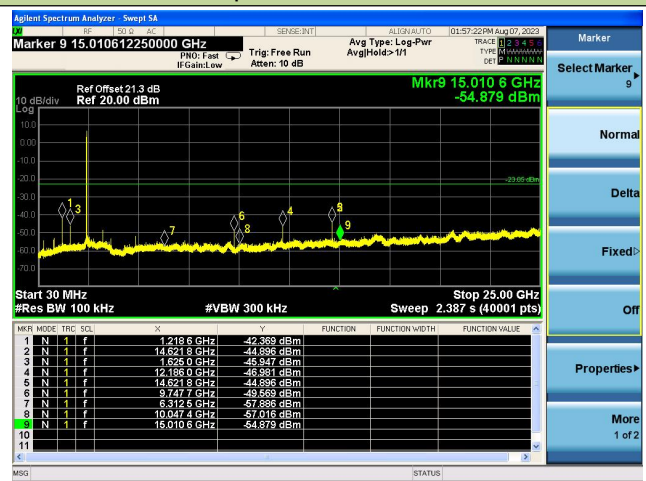 Agilent Spectrum Analyzer - Swept SA
RF 50 Ω AC SENSE:INT ALIGN AUTO 01:57:22 PM Aug 07, 2023
Marker 9 15.010612250000 GHz
PNO: Fast
IFGain:Low
Trig: Free Run
Atten: 10 dB
Avg Type: Log-Pwr
Avg|Hold:>1/1
TRACE 1 2 3 4 5 6
TYPE
DET P N N N N N
Mkr9 15.010 6 GHz
-54.879 dBm
Ref Offset 21.3 dB
10 dB/div Ref 20.00 dBm
Log
10.0
0.00
-10.0
-20.0
-23.05 dBm
-30.0
-40.0
-50.0
-60.0
-70.0
1
3
7
6
8
4
9
Start 30 MHz Stop 25.00 GHz
#Res BW 100 kHz #VBW 300 kHz Sweep 2.387 s (40001 pts)
MKR MODE TRC SCL X Y FUNCTION FUNCTION WIDTH FUNCTION VALUE
1 N 1 f 1.218 6 GHz -42.369 dBm
2 N 1 f 14.621 8 GHz -44.896 dBm
3 N 1 f 1.625 0 GHz -45.947 dBm
4 N 1 f 12.186 0 GHz -46.981 dBm
5 N 1 f 14.621 8 GHz -44.896 dBm
6 N 1 f 9.747 7 GHz -49.569 dBm
7 N 1 f 6.312 5 GHz -57.886 dBm
8 N 1 f 10.047 4 GHz -57.016 dBm
9 N 1 f 15.010 6 GHz -54.879 dBm
10
11
MSG STATUS
Marker
Select Marker
9
Normal
Delta
Fixed
Off
Properties
More
1 of 2